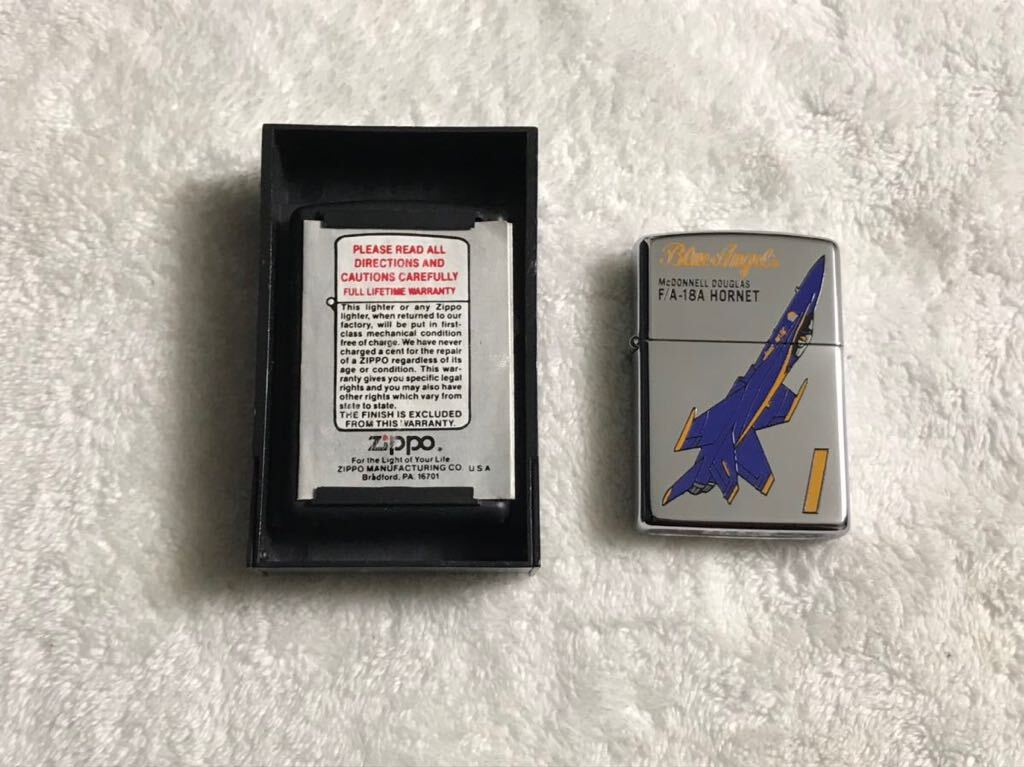 PLEASE READ ALL
DIRECTIONS AND
CAUTIONS CAREFULLY
FULL LIFETIME WARRANTY
This lighter or any Zippo
lighter, when returned to our
factory, will be put in first-
class mechanical condition
free of charge. We have never
charged a cent for the repair
of a ZIPPO regardless of its
age or condition. This war-
ranty gives you specific legal
rights and you may also have
other rights which vary from
state to state.
THE FINISH IS EXCLUDED
FROM THIS WARRANTY.
Zippo®
For the Light of Your Life
ZIPPO MANUFACTURING CO. U S A
Bradford, PA. 16701
Blue Angels
McDONNELL DOUGLAS
F/A-18A HORNET
1